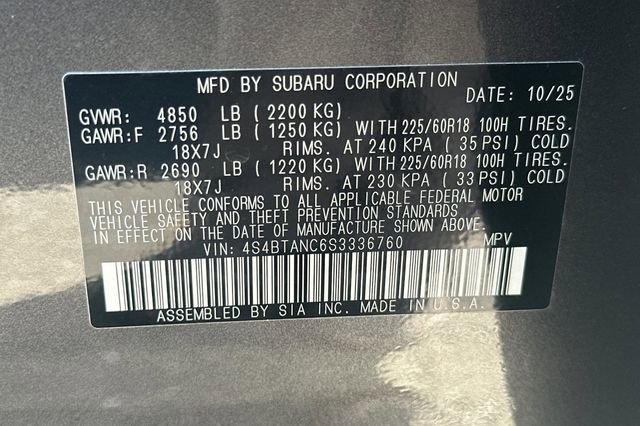 MFD BY SUBARU CORPORATION DATE: 10/25
GVWR: 4850 LB (2200 KG)
GAWR:F 2756 LB (1250 KG) WITH 225/60R18 100H TIRES.
18X7J RIMS. AT 240 KPA (35 PSI) COLD
GAWR:R 2690 LB (1220 KG) WITH 225/60R18 100H TIRES.
18X7J RIMS. AT 230 KPA (33 PSI) COLD
THIS VEHICLE CONFORMS TO ALL APPLICABLE FEDERAL MOTOR
VEHICLE SAFETY AND THEFT PREVENTION STANDARDS
IN EFFECT ON THE DATE OF MANUFACTURE SHOWN ABOVE.
VIN: 4S4BTANC6S3336760 MPV
ASSEMBLED BY SIA INC. MADE IN U.S.A.